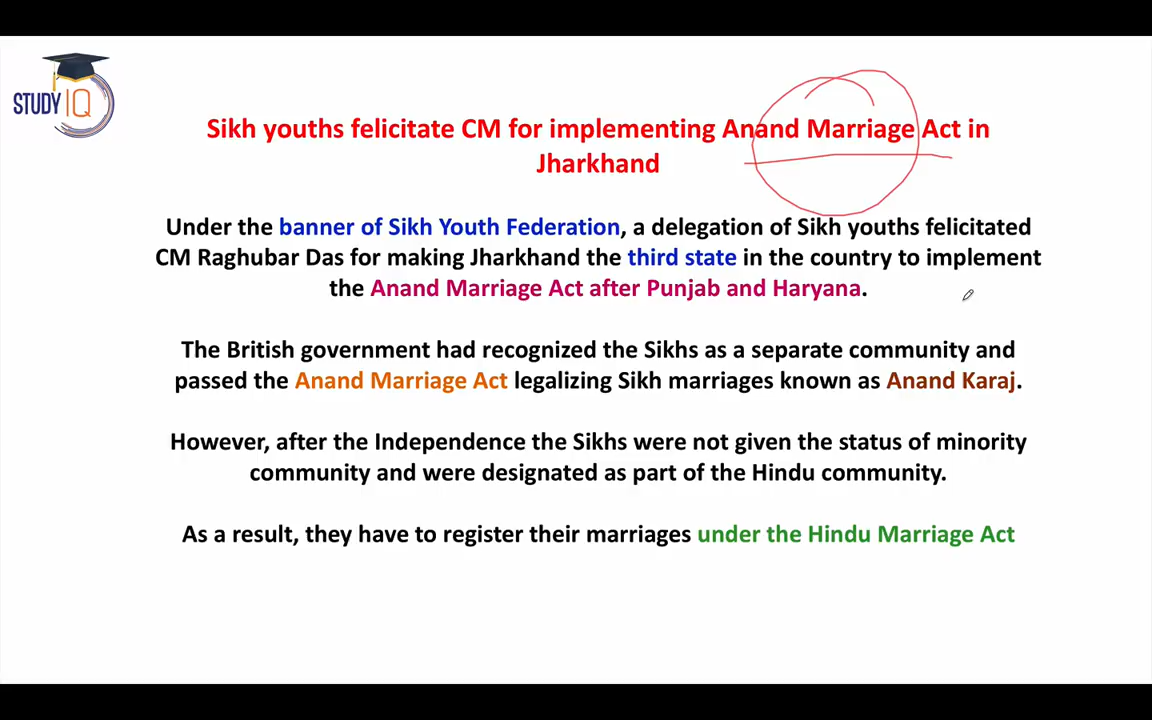 STUDY IQ
Sikh youths felicitate CM for implementing Anand Marriage Act in
Jharkhand
Under the banner of Sikh Youth Federation, a delegation of Sikh youths felicitated
CM Raghubar Das for making Jharkhand the third state in the country to implement
the Anand Marriage Act after Punjab and Haryana.
The British government had recognized the Sikhs as a separate community and
passed the Anand Marriage Act legalizing Sikh marriages known as Anand Karaj.
However, after the Independence the Sikhs were not given the status of minority
community and were designated as part of the Hindu community.
As a result, they have to register their marriages under the Hindu Marriage Act